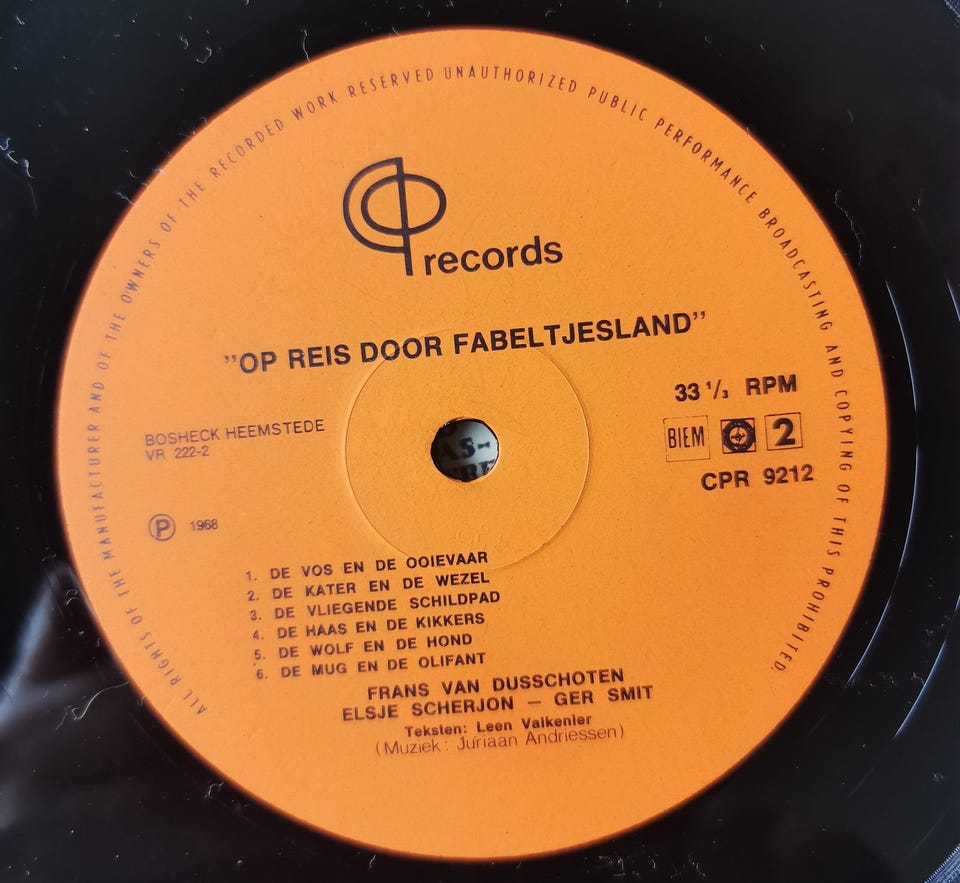 ALL RIGHTS OF THE MANUFACTURER AND OF THE OWNERS OF THE RECORDED WORK RESERVED UNAUTHORIZED PUBLIC PERFORMANCE BROADCASTING AND COPYING OF THIS PROHIBITED.
records
"OP REIS DOOR FABELTJESLAND"
33 1/3 RPM
BOSHECK HEEMSTEDE
VR 222-2
BIEM 2
CPR 9212
Ⓟ 1968
1. DE VOS EN DE OOIEVAAR
2. DE KATER EN DE WEZEL
3. DE VLIEGENDE SCHILDPAD
4. DE HAAS EN DE KIKKERS
5. DE WOLF EN DE HOND
6. DE MUG EN DE OLIFANT
FRANS VAN DUSSCHOTEN
ELSJE SCHERJON – GER SMIT
Teksten: Leen Valkenier
(Muziek: Juriaan Andriessen)